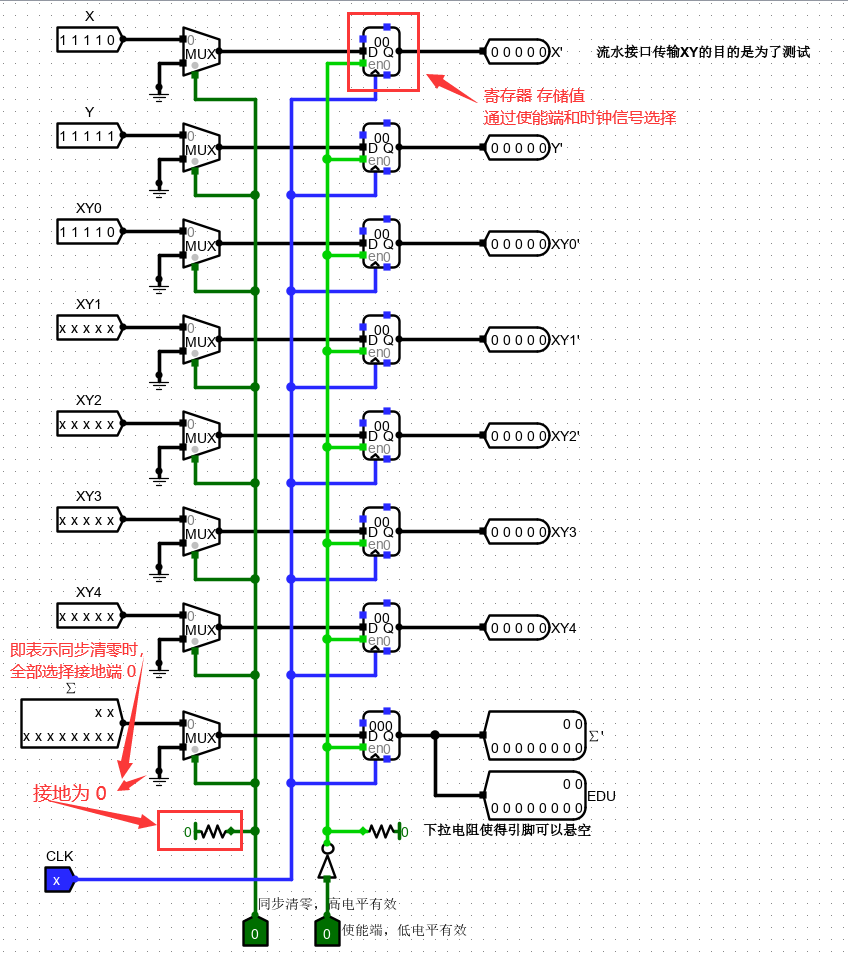 X
1 1 1 1 0
0
MUX
00
D Q
en0
0 0 0 0 0
X'
流水接口传输XY的目的是为了测试
寄存器 存储值
通过使能端和时钟信号选择
Y
1 1 1 1 1
0
MUX
00
D Q
en0
0 0 0 0 0
Y'
XY0
1 1 1 1 0
0
MUX
00
D Q
en0
0 0 0 0 0
XY0'
XY1
x x x x x
0
MUX
00
D Q
en0
0 0 0 0 0
XY1'
XY2
x x x x x
0
MUX
00
D Q
en0
0 0 0 0 0
XY2'
XY3
x x x x x
0
MUX
00
D Q
en0
0 0 0 0 0
XY3
XY4
x x x x x
0
MUX
00
D Q
en0
0 0 0 0 0
XY4
即表示同步清零时，
全部选择接地端 0
Σ
x x
x x x x x x x x
0
MUX
000
D Q
en0
0 0
0 0 0 0 0 0 0 0
Σ'
0 0
0 0 0 0 0 0 0 0
EDU
接地为 0
0
0
下拉电阻使得引脚可以悬空
CLK
x
同步清零，高电平有效
0
0
使能端，低电平有效